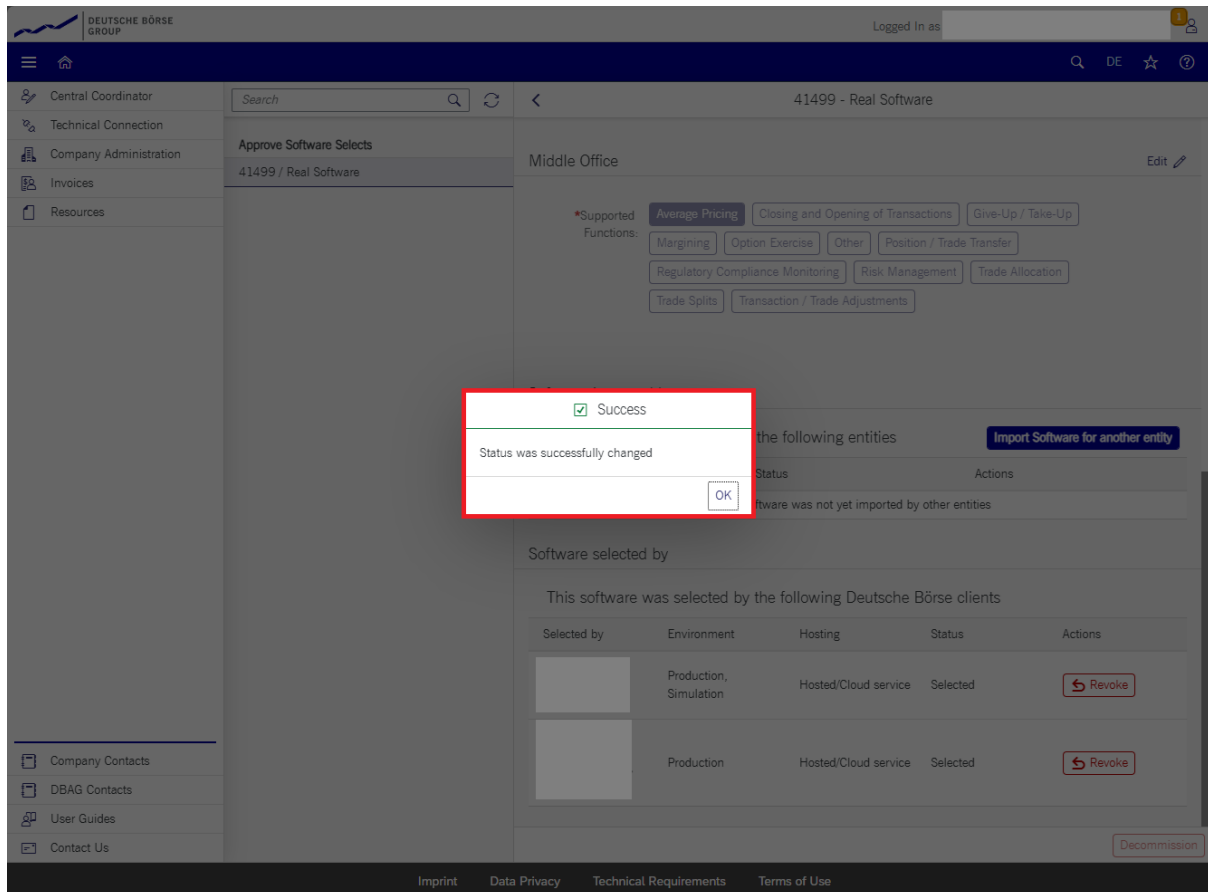 DEUTSCHE BÖRSE
GROUP
Logged In as
1
DE
Central Coordinator
Technical Connection
Company Administration
Invoices
Resources
Search
Approve Software Selects
41499 / Real Software
41499 - Real Software
Middle Office
Edit
*Supported Functions:
Average Pricing Closing and Opening of Transactions Give-Up / Take-Up
Margining Option Exercise Other Position / Trade Transfer
Regulatory Compliance Monitoring Risk Management Trade Allocation
Trade Splits Transaction / Trade Adjustments
Success
Status was successfully changed
OK
the following entities
Import Software for another entity
Status Actions
ftware was not yet imported by other entities
Software selected by
This software was selected by the following Deutsche Börse clients
Selected by Environment Hosting Status Actions
Production, Simulation Hosted/Cloud service Selected Revoke
Production Hosted/Cloud service Selected Revoke
Decommission
Company Contacts
DBAG Contacts
User Guides
Contact Us
Imprint Data Privacy Technical Requirements Terms of Use